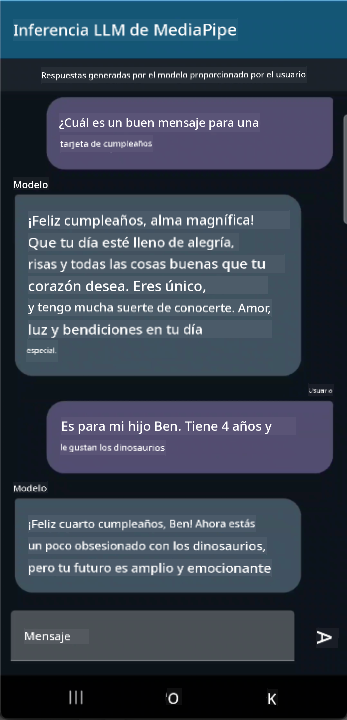 Inferencia LLM de MediaPipe
Respuestas generadas por el modelo proporcionado por el usuario
¿Cuál es un buen mensaje para una
tarjeta de cumpleaños
Modelo
¡Feliz cumpleaños, alma magnífica!
Que tu día esté lleno de alegría,
risas y todas las cosas buenas que tu
corazón desea. Eres único,
y tengo mucha suerte de conocerte. Amor,
luz y bendiciones en tu día
especial.
Usuario
Es para mi hijo Ben. Tiene 4 años y
le gustan los dinosaurios
Modelo
¡Feliz cuarto cumpleaños, Ben! Ahora estás
un poco obsesionado con los dinosaurios,
pero tu futuro es amplio y emocionante
Mensaje
A
'O
K